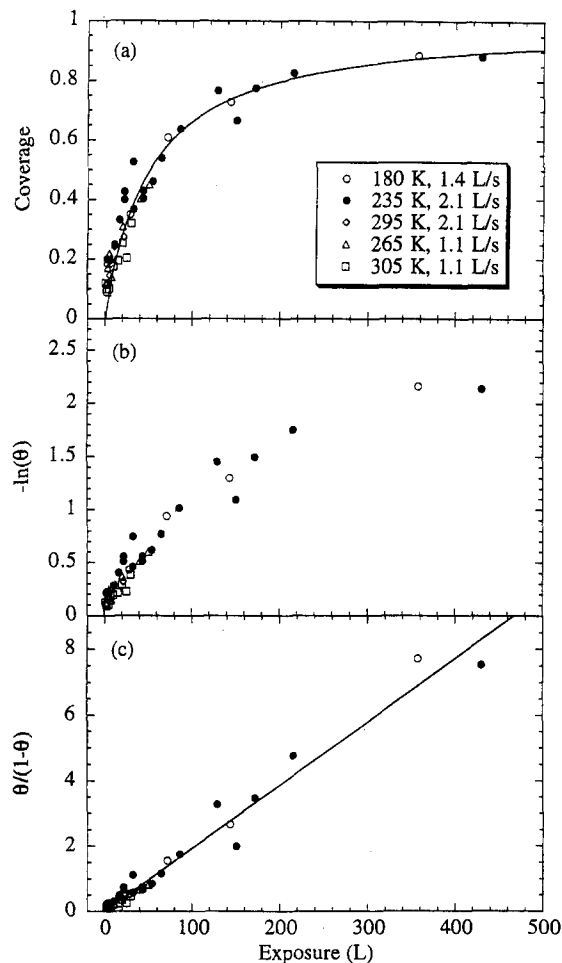 (a)
Coverage
1
0.8
0.6
0.4
0.2
0
○ 180 K, 1.4 L/s
● 235 K, 2.1 L/s
◇ 295 K, 2.1 L/s
△ 265 K, 1.1 L/s
□ 305 K, 1.1 L/s
(b)
-ln(θ)
2.5
2
1.5
1
0.5
0
(c)
θ/(1-θ)
8
6
4
2
0
0 100 200 300 400 500
Exposure (L)